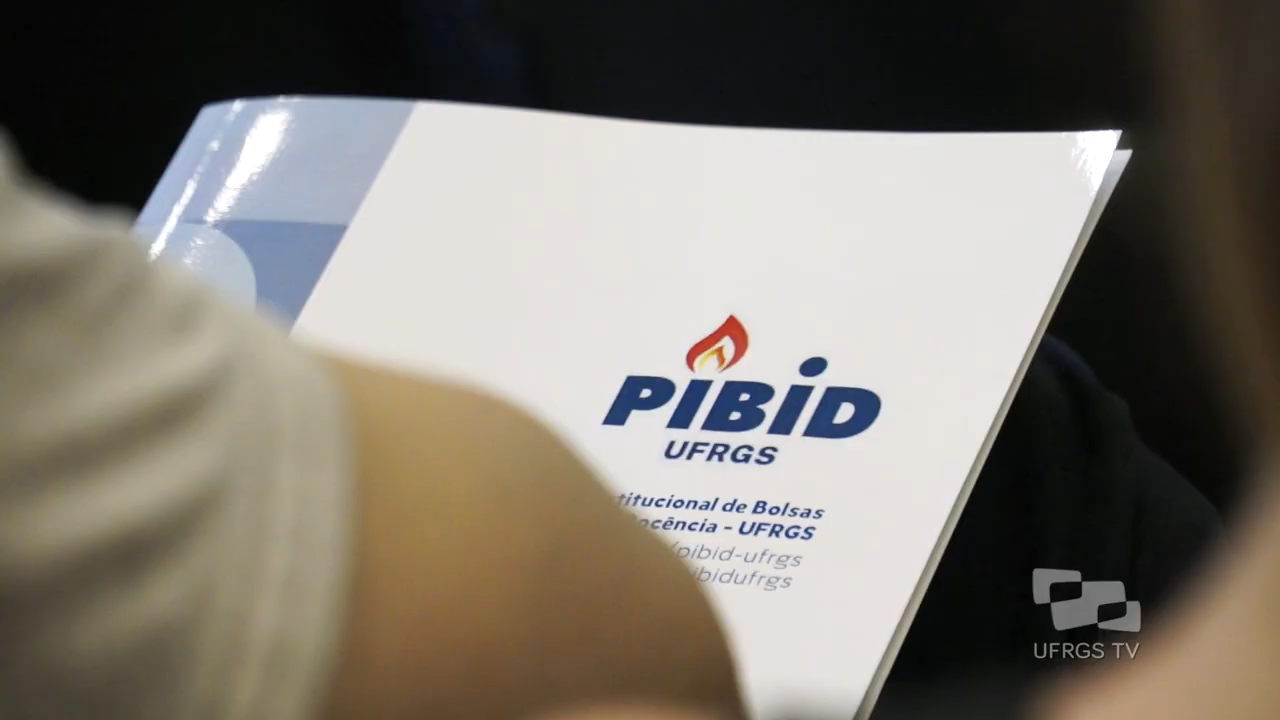 PIBID
UFRGS
titucional de Bolsas
ocência - UFRGS
/pibid-ufrgs
ibidufrgs
UFRGS TV